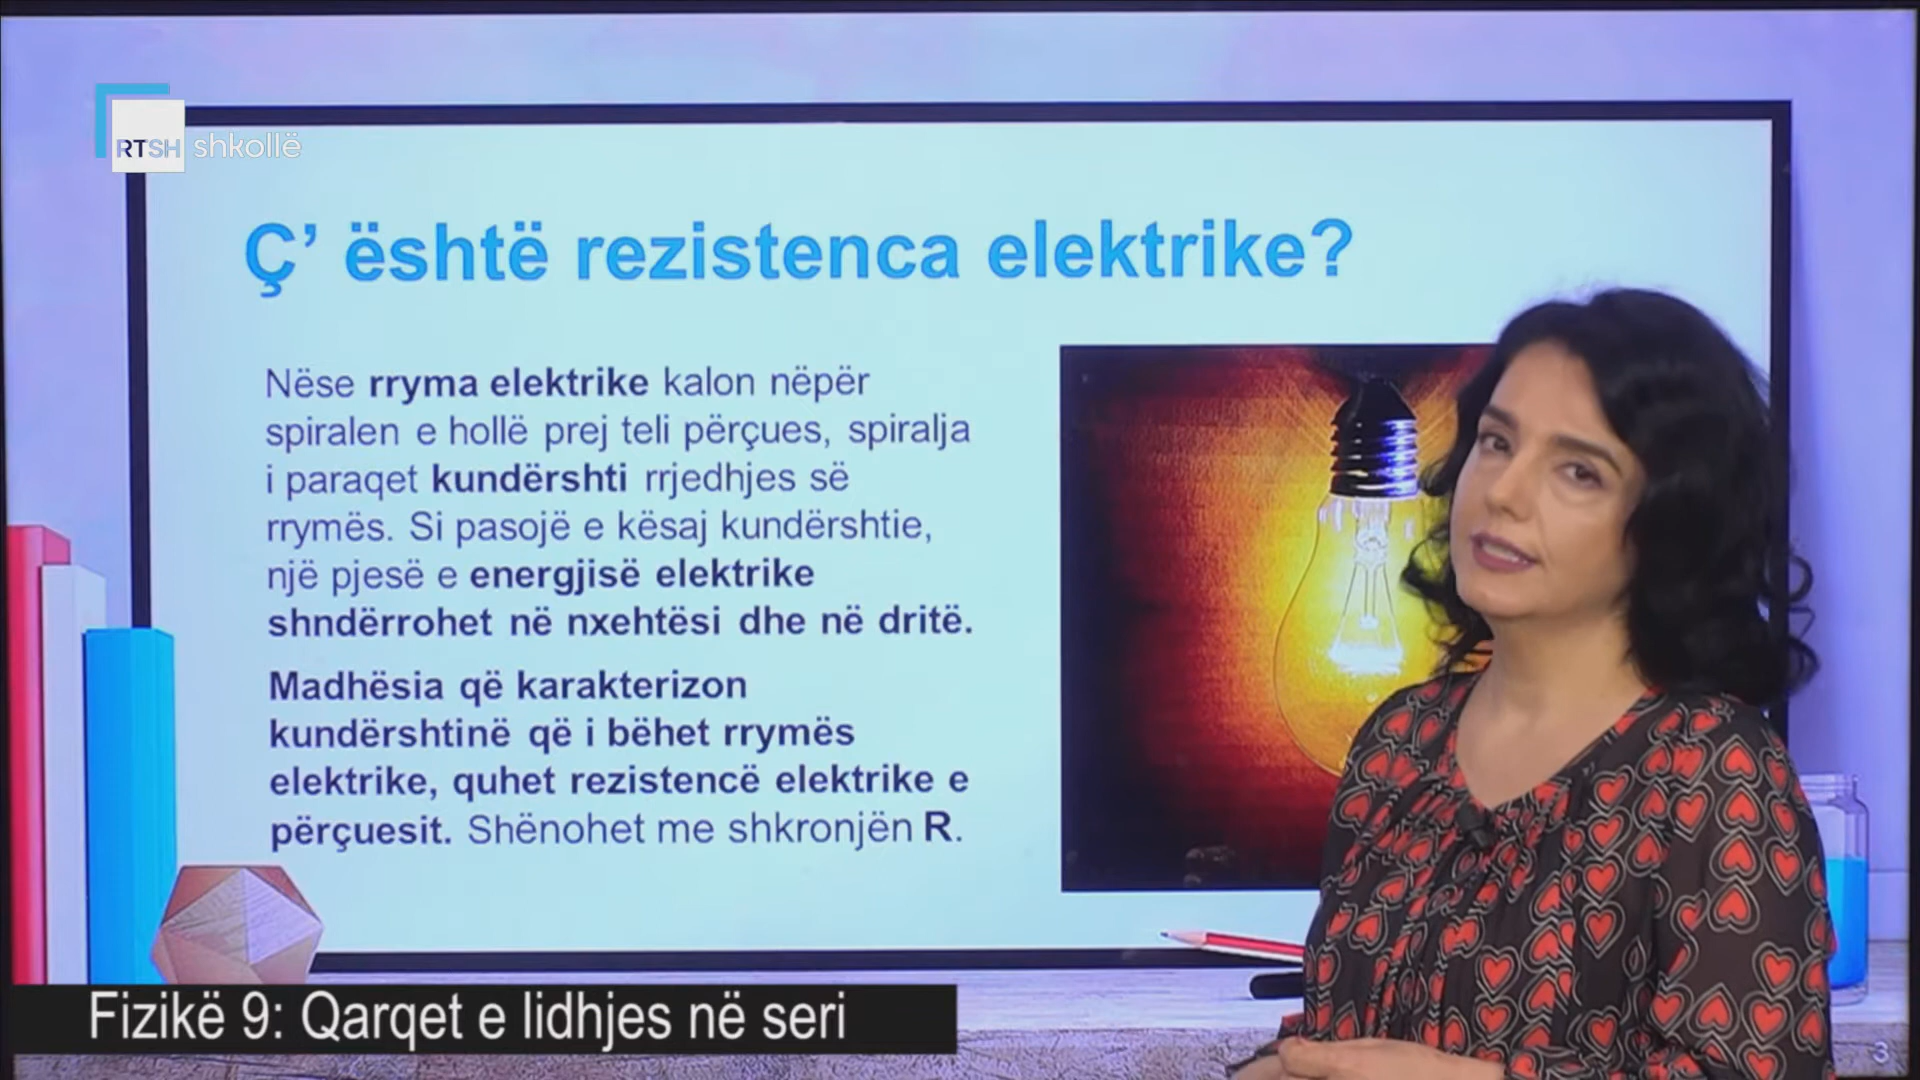 RTSH shkollë
Ç’ është rezistenca elektrike?
Nëse rryma elektrike kalon nëpër
spiralen e hollë prej teli përçues, spiralja
i paraqet kundërshti rrjedhjes së
rrymës. Si pasojë e kësaj kundërshtie,
një pjesë e energjisë elektrike
shndërrohet në nxehtësi dhe në dritë.
Madhësia që karakterizon
kundërshtinë që i bëhet rrymës
elektrike, quhet rezistencë elektrike e
përçuesit. Shënohet me shkronjën R.
Fizikë 9: Qarqet e lidhjes në seri
3